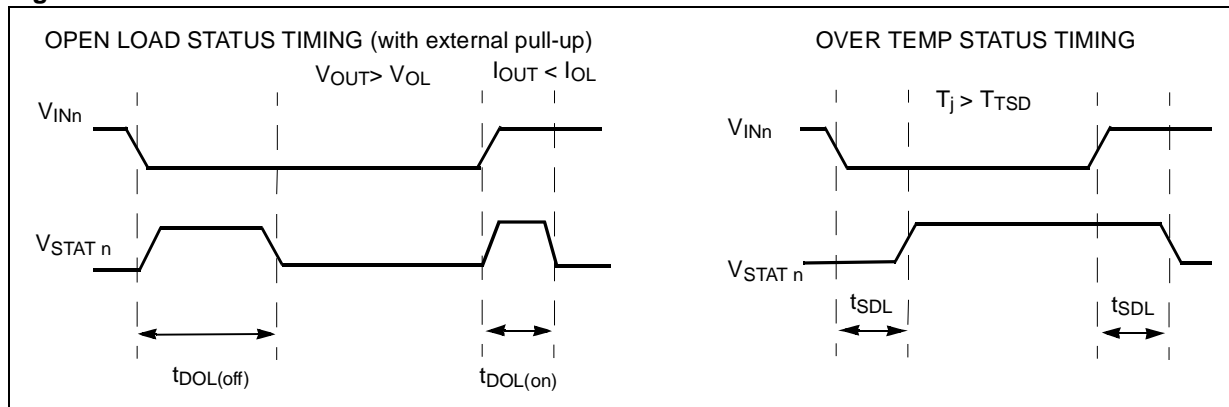 OPEN LOAD STATUS TIMING (with external pull-up)
VOUT> VOL
IOUT < IOL
VINn
VSTAT n
tDOL(off)
tDOL(on)
OVER TEMP STATUS TIMING
Tj > TTSD
VINn
VSTAT n
tSDL
tSDL